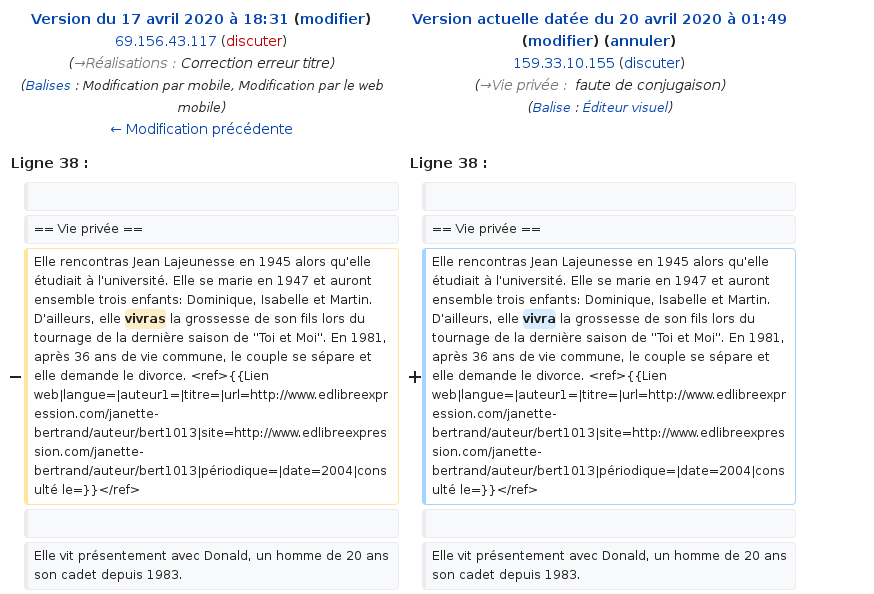 Version du 17 avril 2020 à 18:31 (modifier)
69.156.43.117 (discuter)
(→Réalisations : Correction erreur titre)
(Balises : Modification par mobile, Modification par le web
mobile)
← Modification précédente
Version actuelle datée du 20 avril 2020 à 01:49
(modifier) (annuler)
159.33.10.155 (discuter)
(→Vie privée : faute de conjugaison)
(Balise : Éditeur visuel)
Ligne 38 :
== Vie privée ==
−
Elle rencontras Jean Lajeunesse en 1945 alors qu'elle
étudiait à l'université. Elle se marie en 1947 et auront
ensemble trois enfants: Dominique, Isabelle et Martin.
D'ailleurs, elle vivras la grossesse de son fils lors du
tournage de la dernière saison de "Toi et Moi". En 1981,
après 36 ans de vie commune, le couple se sépare et
elle demande le divorce. <ref>{{Lien
web|langue=|auteur1=|titre=|url=http://www.edlibreexpr
ession.com/janette-
bertrand/auteur/bert1013|site=http://www.edlibreexpres
sion.com/janette-
bertrand/auteur/bert1013|périodique=|date=2004|cons
ulté le=}}</ref>
Elle vit présentement avec Donald, un homme de 20 ans
son cadet depuis 1983.
Ligne 38 :
== Vie privée ==
+
Elle rencontras Jean Lajeunesse en 1945 alors qu'elle
étudiait à l'université. Elle se marie en 1947 et auront
ensemble trois enfants: Dominique, Isabelle et Martin.
D'ailleurs, elle vivra la grossesse de son fils lors du
tournage de la dernière saison de "Toi et Moi". En 1981,
après 36 ans de vie commune, le couple se sépare et
elle demande le divorce. <ref>{{Lien
web|langue=|auteur1=|titre=|url=http://www.edlibreexpr
ession.com/janette-
bertrand/auteur/bert1013|site=http://www.edlibreexpres
sion.com/janette-
bertrand/auteur/bert1013|périodique=|date=2004|cons
ulté le=}}</ref>
Elle vit présentement avec Donald, un homme de 20 ans
son cadet depuis 1983.